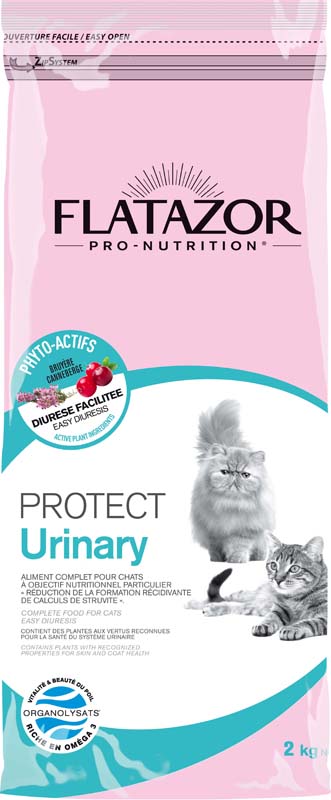 OUVERTURE FACILE / EASY OPEN
ZIPSYSTEM
FLATAZOR
PRO-NUTRITION®
PHYTO-ACTIFS
BRUYÈRE
CANNEBERGE
DIURESE FACILITEE
EASY DIURESIS
ACTIVE PLANT INGREDIENTS
PROTECT
Urinary
ALIMENT COMPLET POUR CHATS
À OBJECTIF NUTRITIONNEL PARTICULIER
« RÉDUCTION DE LA FORMATION RÉCIDIVANTE
DE CALCULS DE STRUVITE ».
COMPLETE FOOD FOR CATS
EASY DIURESIS
CONTIENT DES PLANTES AUX VERTUS RECONNUES
POUR LA SANTÉ DU SYSTÈME URINAIRE
CONTAINS PLANTS WITH RECOGNIZED
PROPERTIES FOR SKIN AND COAT HEALTH
VITALITÉ & BEAUTÉ DU POIL
ORGANOLYSATS®
RICHE EN OMÉGA 3
2 kg